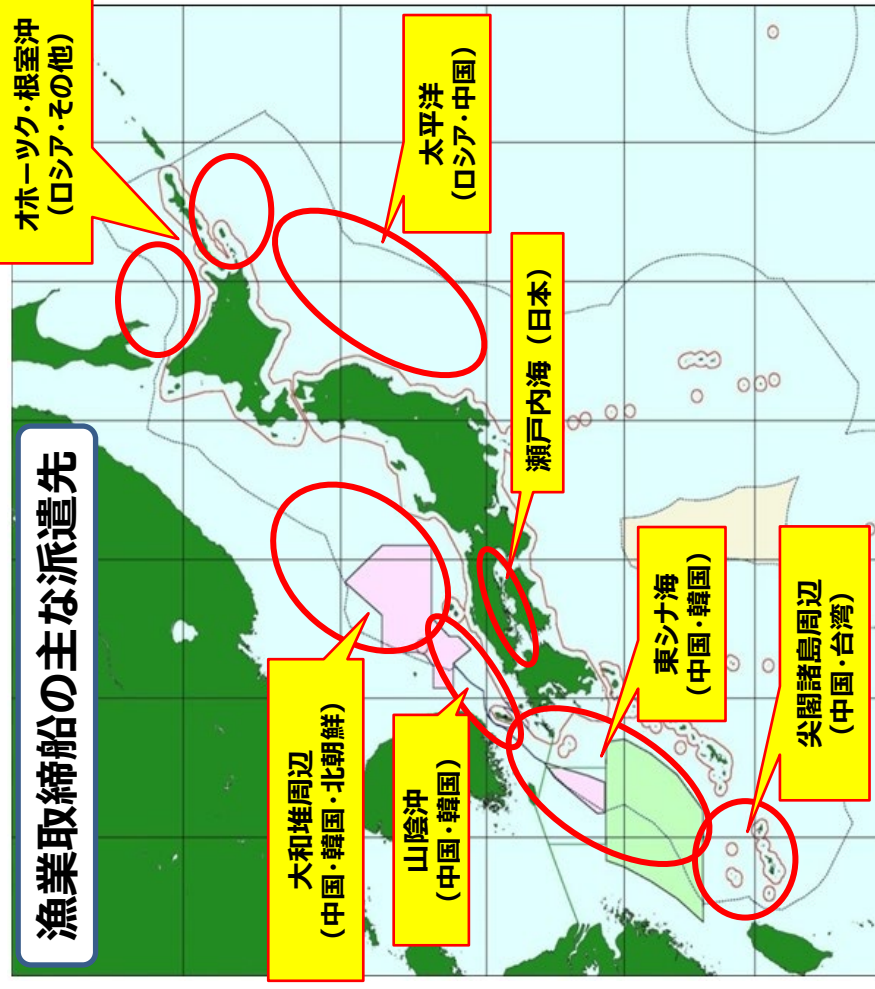 漁業取締船の主な派遣先
オホーツク・根室沖
(ロシア・その他)
太平洋
(ロシア・中国)
大和堆周辺
(中国・韓国・北朝鮮)
山陰沖
(中国・韓国)
瀬戸内海 (日本)
東シナ海
(中国・韓国)
尖閣諸島周辺
(中国・台湾)